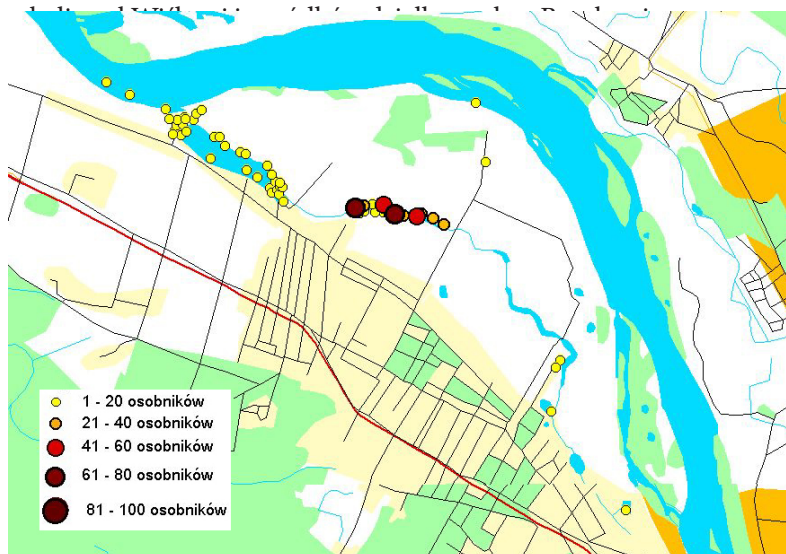 1 - 20 osobników
21 - 40 osobników
41 - 60 osobników
61 - 80 osobników
81 - 100 osobników